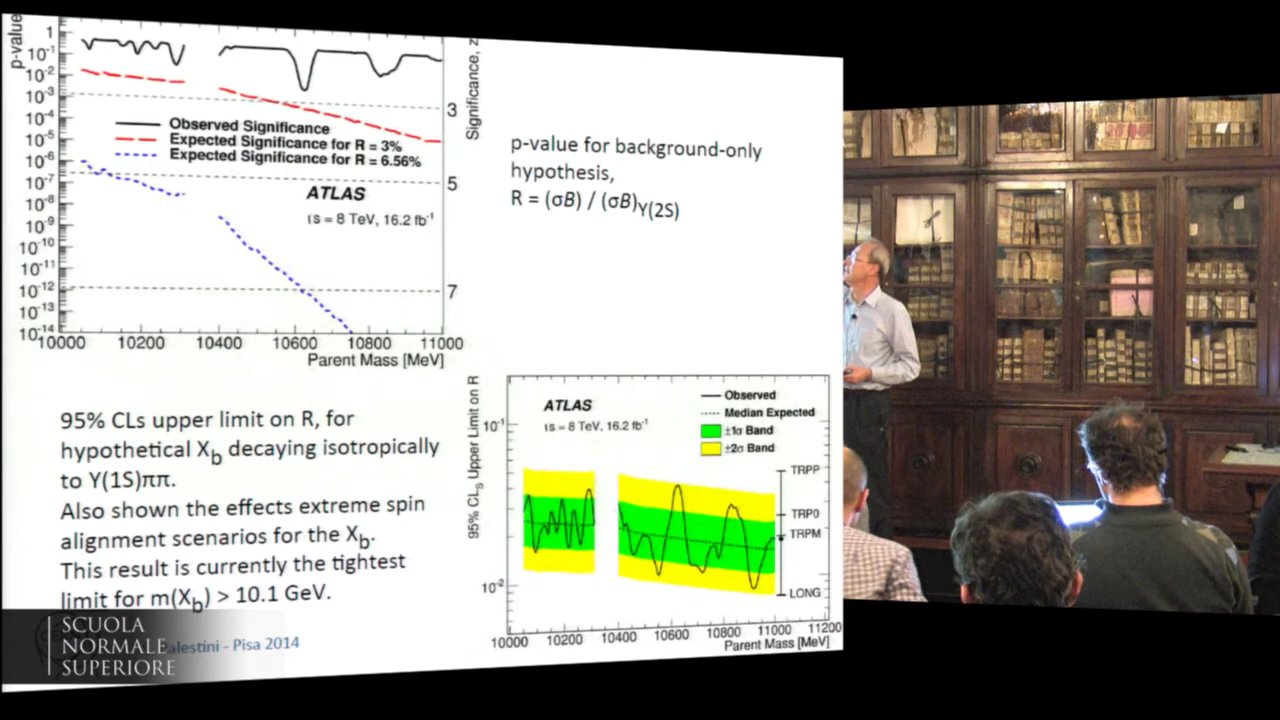 p-value
1
10⁻¹
10⁻²
10⁻³
10⁻⁴
10⁻⁵
10⁻⁶
10⁻⁷
10⁻⁸
10⁻⁹
10⁻¹⁰
10⁻¹¹
10⁻¹²
10⁻¹³
10⁻¹⁴
Observed Significance
Expected Significance for R = 3%
Expected Significance for R = 6.56%
ATLAS
s = 8 TeV, 16.2 fb⁻¹
3
5
7
Significance, z
10000 10200 10400 10600 10800 11000
Parent Mass [MeV]
p-value for background-only
hypothesis,
R = (σB) / (σB)Υ(2S)
95% CLs upper limit on R, for
hypothetical Xb decaying isotropically
to Υ(1S)ππ.
Also shown the effects extreme spin
alignment scenarios for the Xb.
This result is currently the tightest
limit for m(Xb) > 10.1 GeV.
95% CLS Upper Limit on R
10⁻¹
10⁻²
ATLAS
s = 8 TeV, 16.2 fb⁻¹
Observed
Median Expected
±1σ Band
±2σ Band
TRPP
TRP0
TRPM
LONG
10000 10200 10400 10600 10800 11000 11200
Parent Mass [MeV]
Palestini - Pisa 2014
SCUOLA
NORMALE
SUPERIORE